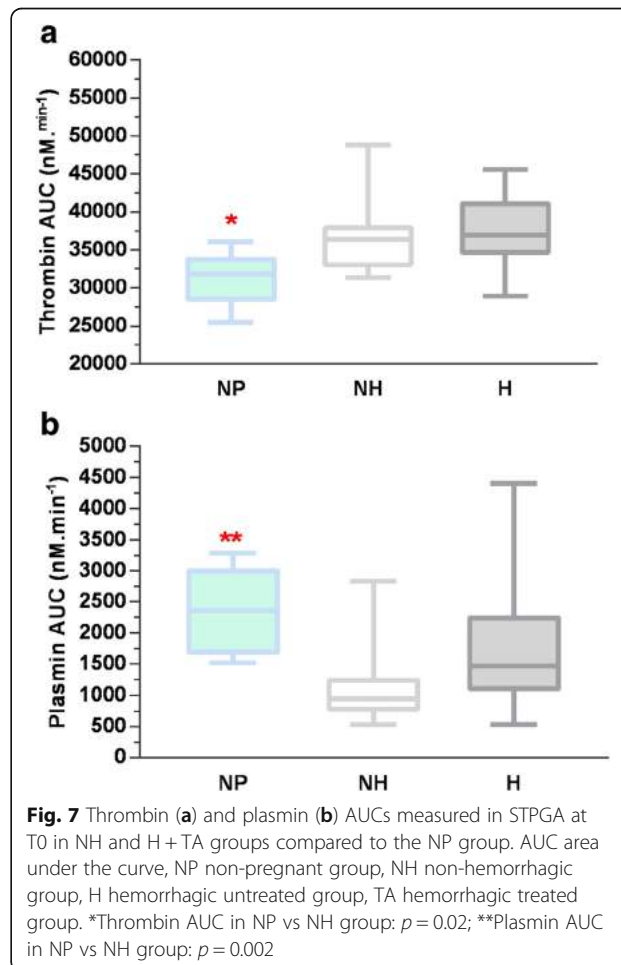 a
60000
55000
50000
45000
40000
35000
30000
25000
20000
Thrombin AUC (nM.min-1)
*
NP NH H
b
5000
4500
4000
3500
3000
2500
2000
1500
1000
500
0
Plasmin AUC (nM.min-1)
**
NP NH H
Fig. 7 Thrombin (a) and plasmin (b) AUCs measured in STPGA at
T0 in NH and H + TA groups compared to the NP group. AUC area
under the curve, NP non-pregnant group, NH non-hemorrhagic
group, H hemorrhagic untreated group, TA hemorrhagic treated
group. *Thrombin AUC in NP vs NH group: p = 0.02; **Plasmin AUC
in NP vs NH group: p = 0.002